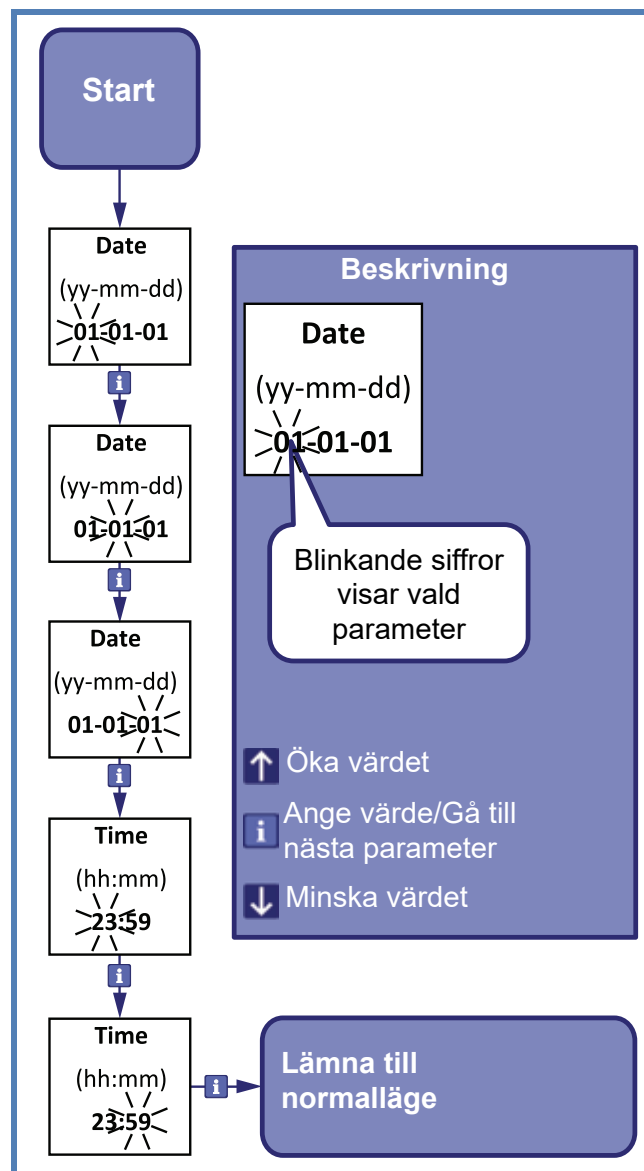 Start
Date
(yy-mm-dd)
01-01-01
i
Date
(yy-mm-dd)
01-01-01
i
Date
(yy-mm-dd)
01-01-01
i
Time
(hh:mm)
23:59
i
Time
(hh:mm)
23:59
i
Lämna till
normalläge
Beskrivning
Date
(yy-mm-dd)
01-01-01
Blinkande siffror
visar vald
parameter
Öka värdet
i Ange värde/Gå till
nästa parameter
Minska värdet